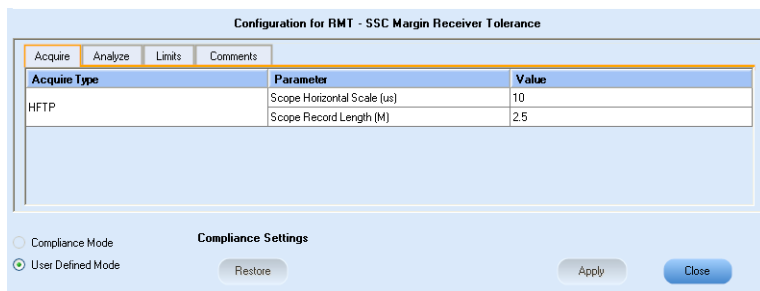 Configuration for RMT - SSC Margin Receiver Tolerance
Acquire Analyze Limits Comments
Acquire Type Parameter Value
HFTP Scope Horizontal Scale (us) 10
Scope Record Length (M) 2.5
Compliance Mode Compliance Settings
User Defined Mode Restore Apply Close